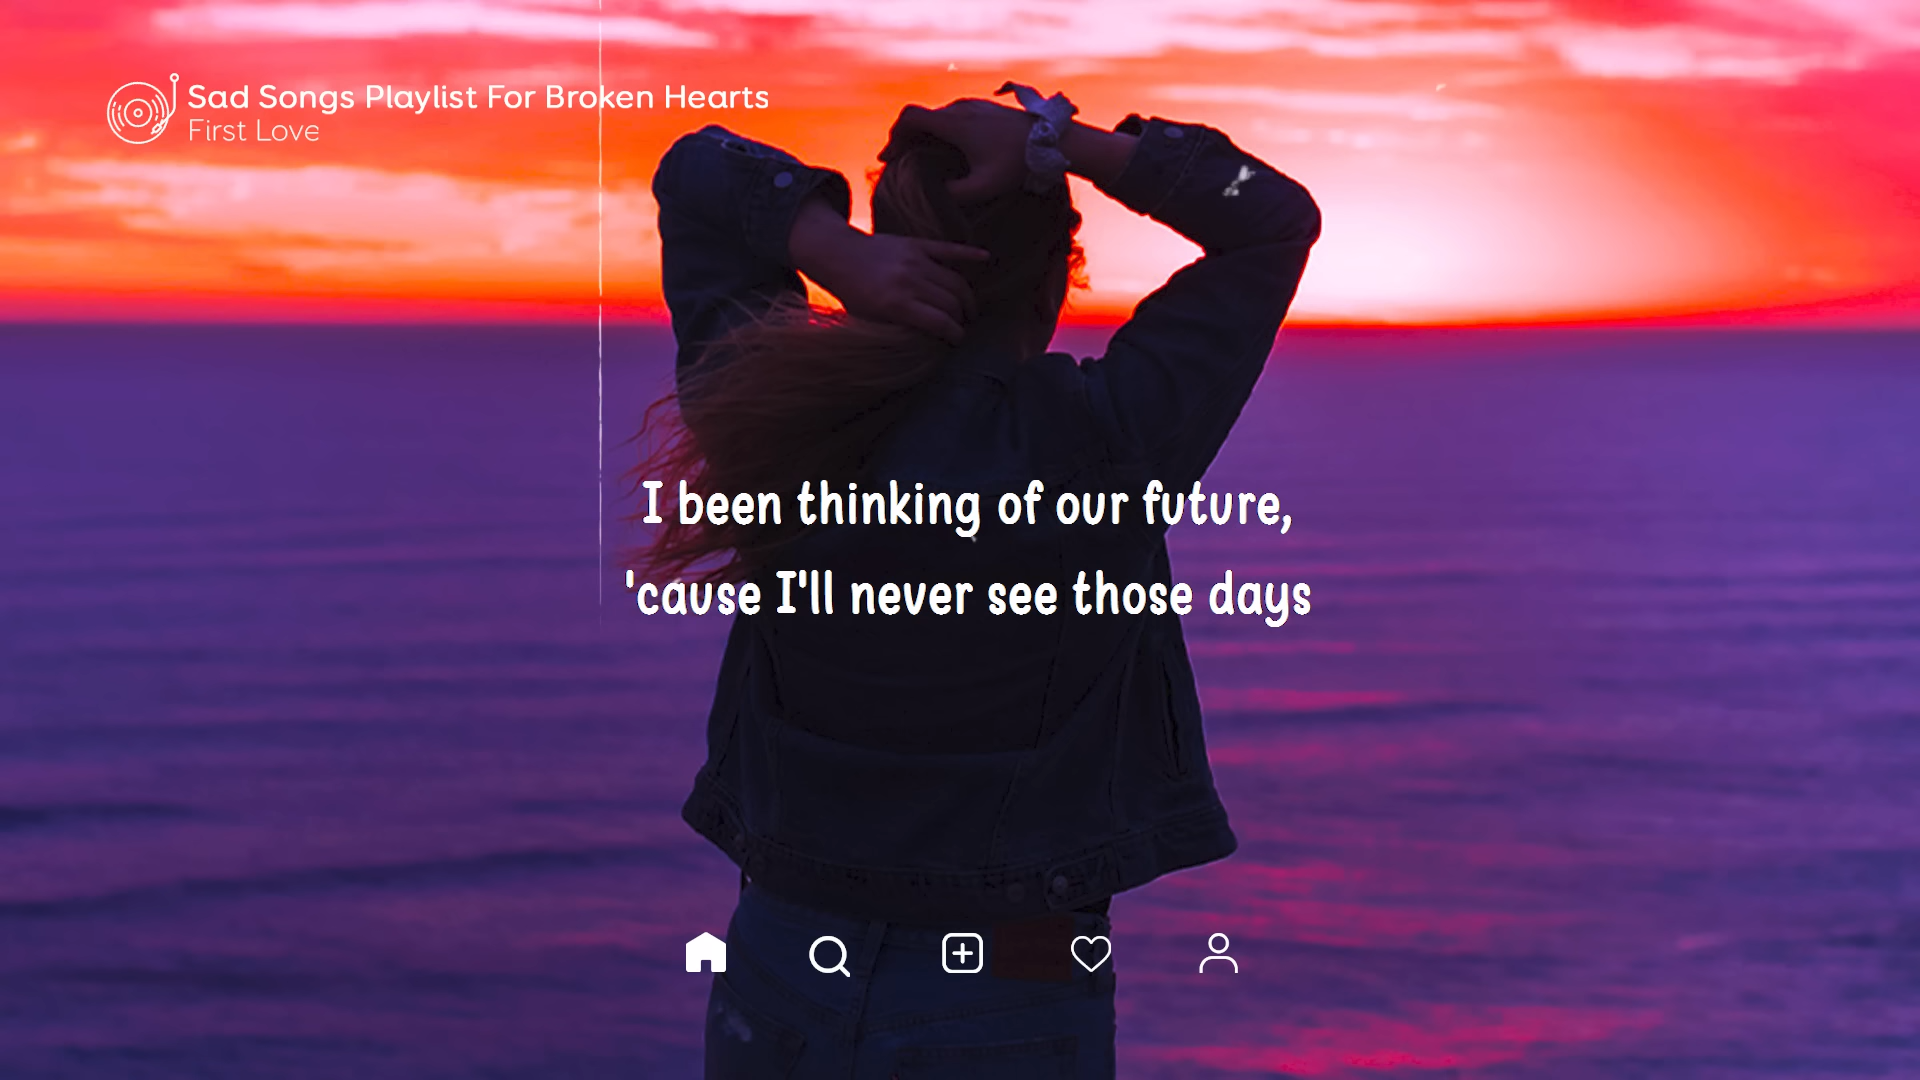 Sad Songs Playlist For Broken Hearts
First Love
I been thinking of our future,
'cause I'll never see those days